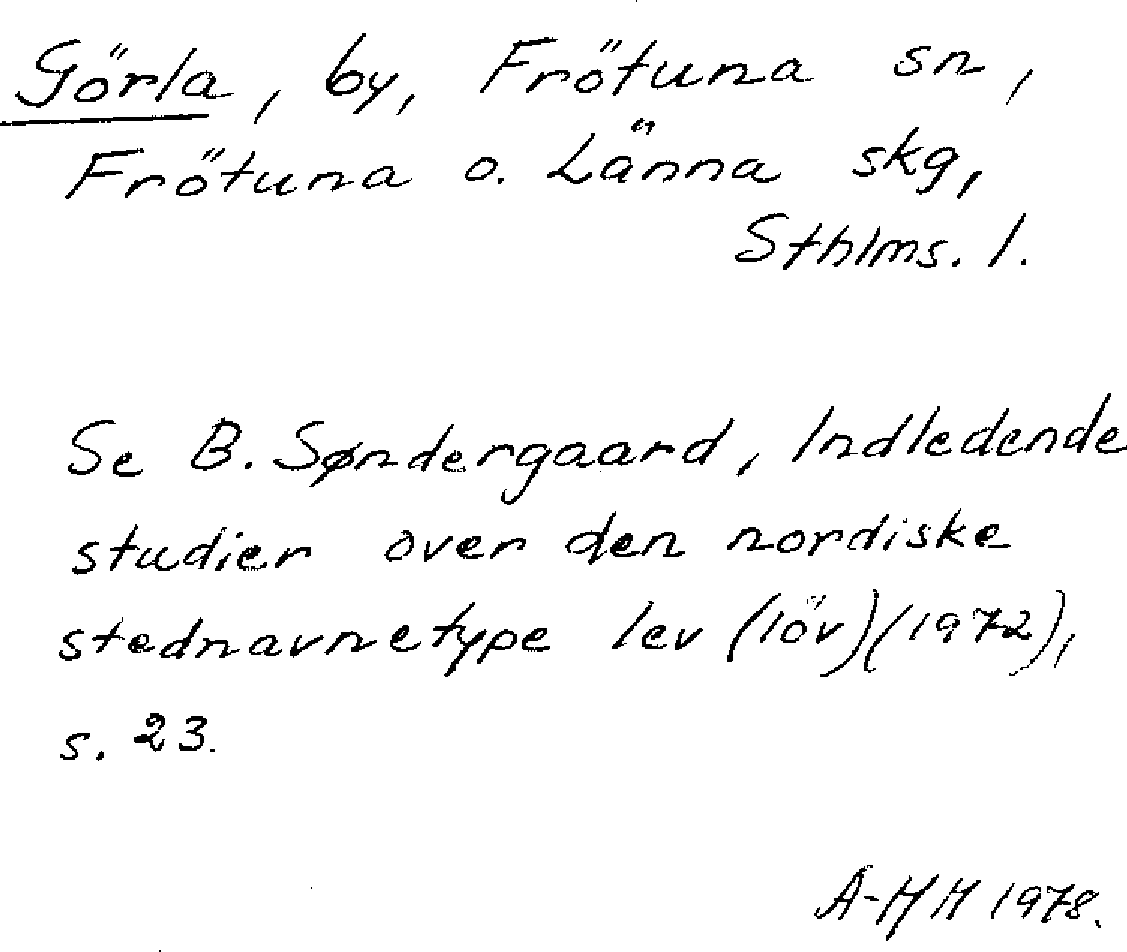 Görla, by, Frötuna sn,
Frötuna o. Länna skg,
Sthlms. l.
Se B. Søndergaard, Indledende
studier over den nordiske
stednavnetype lev (löv)(1972),
s. 23.
A-MH 1978.